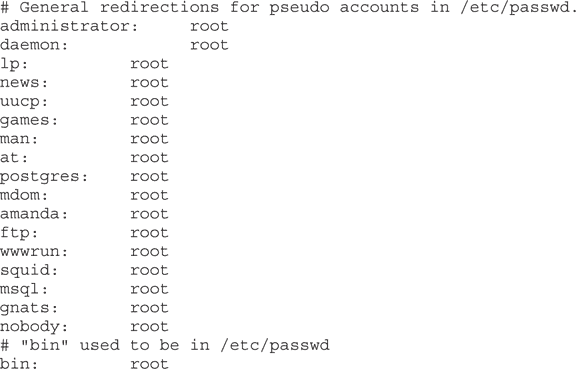 # General redirections for pseudo accounts in /etc/passwd.
administrator: root
daemon: root
lp: root
news: root
uucp: root
games: root
man: root
at: root
postgres: root
mdom: root
amanda: root
ftp: root
wwwrun: root
squid: root
msql: root
gnats: root
nobody: root
# "bin" used to be in /etc/passwd
bin: root